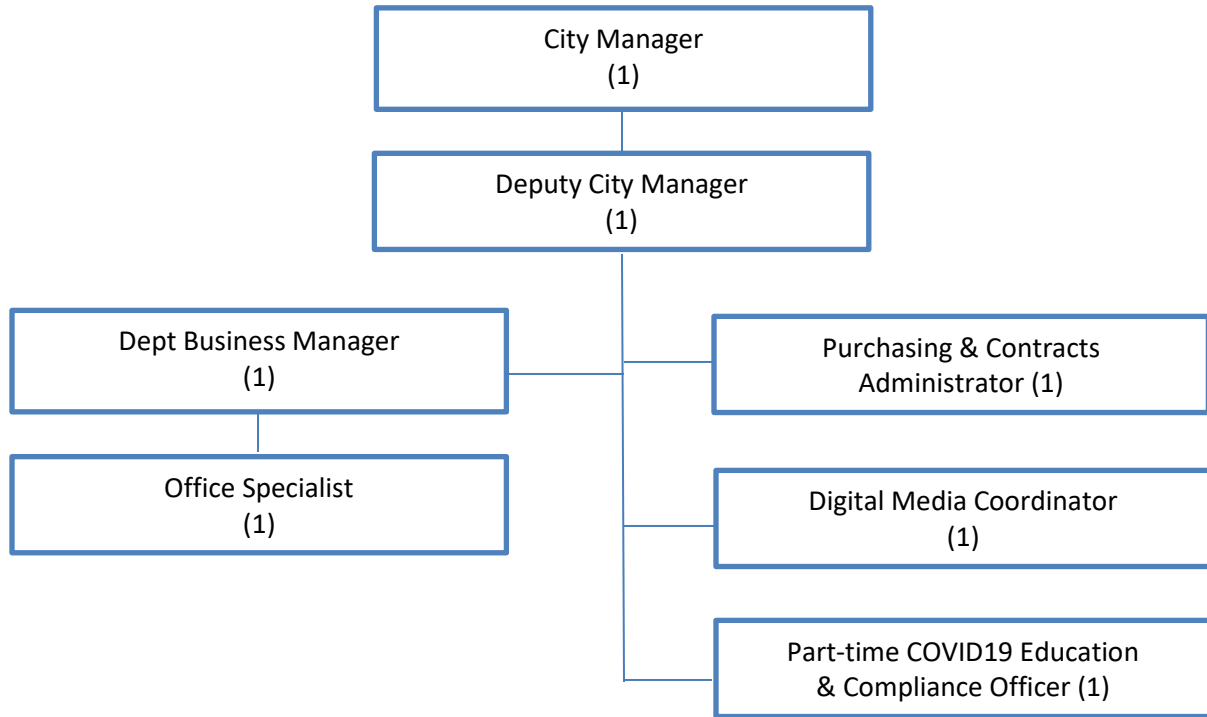 City Manager
(1)
Deputy City Manager
(1)
Dept Business Manager
(1)
Office Specialist
(1)
Purchasing & Contracts
Administrator (1)
Digital Media Coordinator
(1)
Part-time COVID19 Education
& Compliance Officer (1)